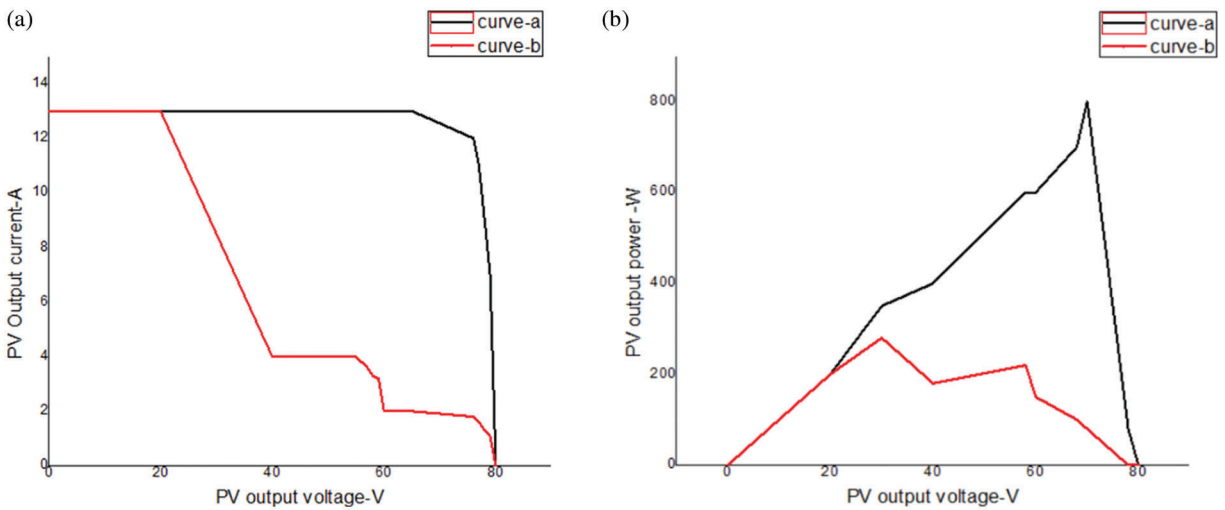 (a)
curve-a
curve-b
14
12
10
8
6
4
2
0
0 20 40 60 80
PV Output current-A
PV output voltage-V
(b)
curve-a
curve-b
800
600
400
200
0
0 20 40 60 80
PV output power -W
PV output voltage-V